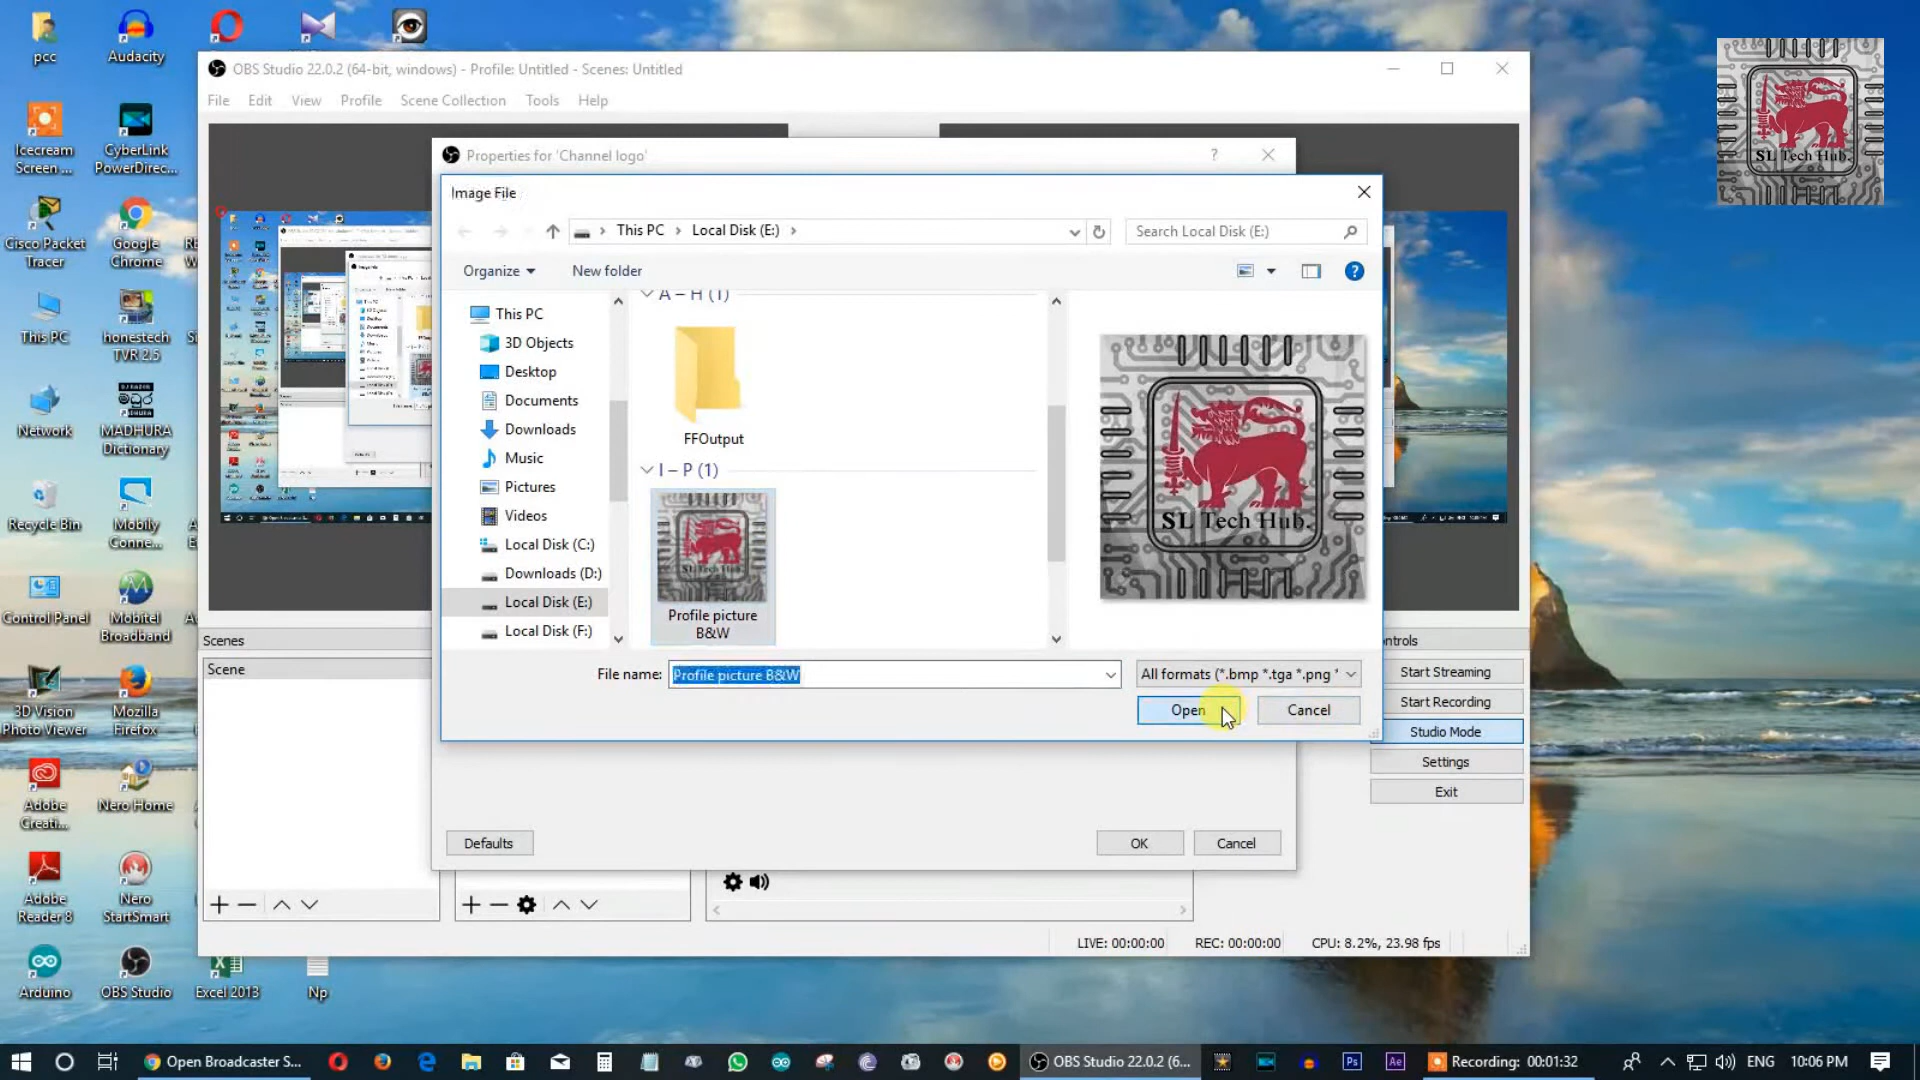 pcc
Audacity
Icecream
Screen ...
CyberLink
PowerDirec...
Cisco Packet
Tracer
Google
Chrome
This PC
honestech
TVR 2.5
Network
MADHURA
Dictionary
Recycle Bin
Mobily
Conne...
Control Panel
Mobitel
Broadband
3D Vision
Photo Viewer
Mozilla
Firefox
Adobe
Creati...
Nero Home
Adobe
Reader 8
Nero
StartSmart
Arduino
OBS Studio
Excel 2013
Np
OBS Studio 22.0.2 (64-bit, windows) - Profile: Untitled - Scenes: Untitled
File Edit View Profile Scene Collection Tools Help
Properties for 'Channel logo'
?
Image File
This PC > Local Disk (E:) >
Search Local Disk (E:)
Organize
New folder
This PC
3D Objects
Desktop
Documents
Downloads
Music
Pictures
Videos
Local Disk (C:)
Downloads (D:)
Local Disk (E:)
Local Disk (F:)
A – H (1)
FFOutput
I – P (1)
Profile picture
B&W
SL Tech Hub.
File name: Profile picture B&W
All formats (*.bmp *.tga *.png *
Open
Cancel
Defaults
OK
Cancel
Scenes
Scene
ntrols
Start Streaming
Start Recording
Studio Mode
Settings
Exit
LIVE: 00:00:00
REC: 00:00:00
CPU: 8.2%, 23.98 fps
SL Tech Hub.
Open Broadcaster S...
OBS Studio 22.0.2 (6...
Ps
Ae
Recording: 00:01:32
ENG
10:06 PM